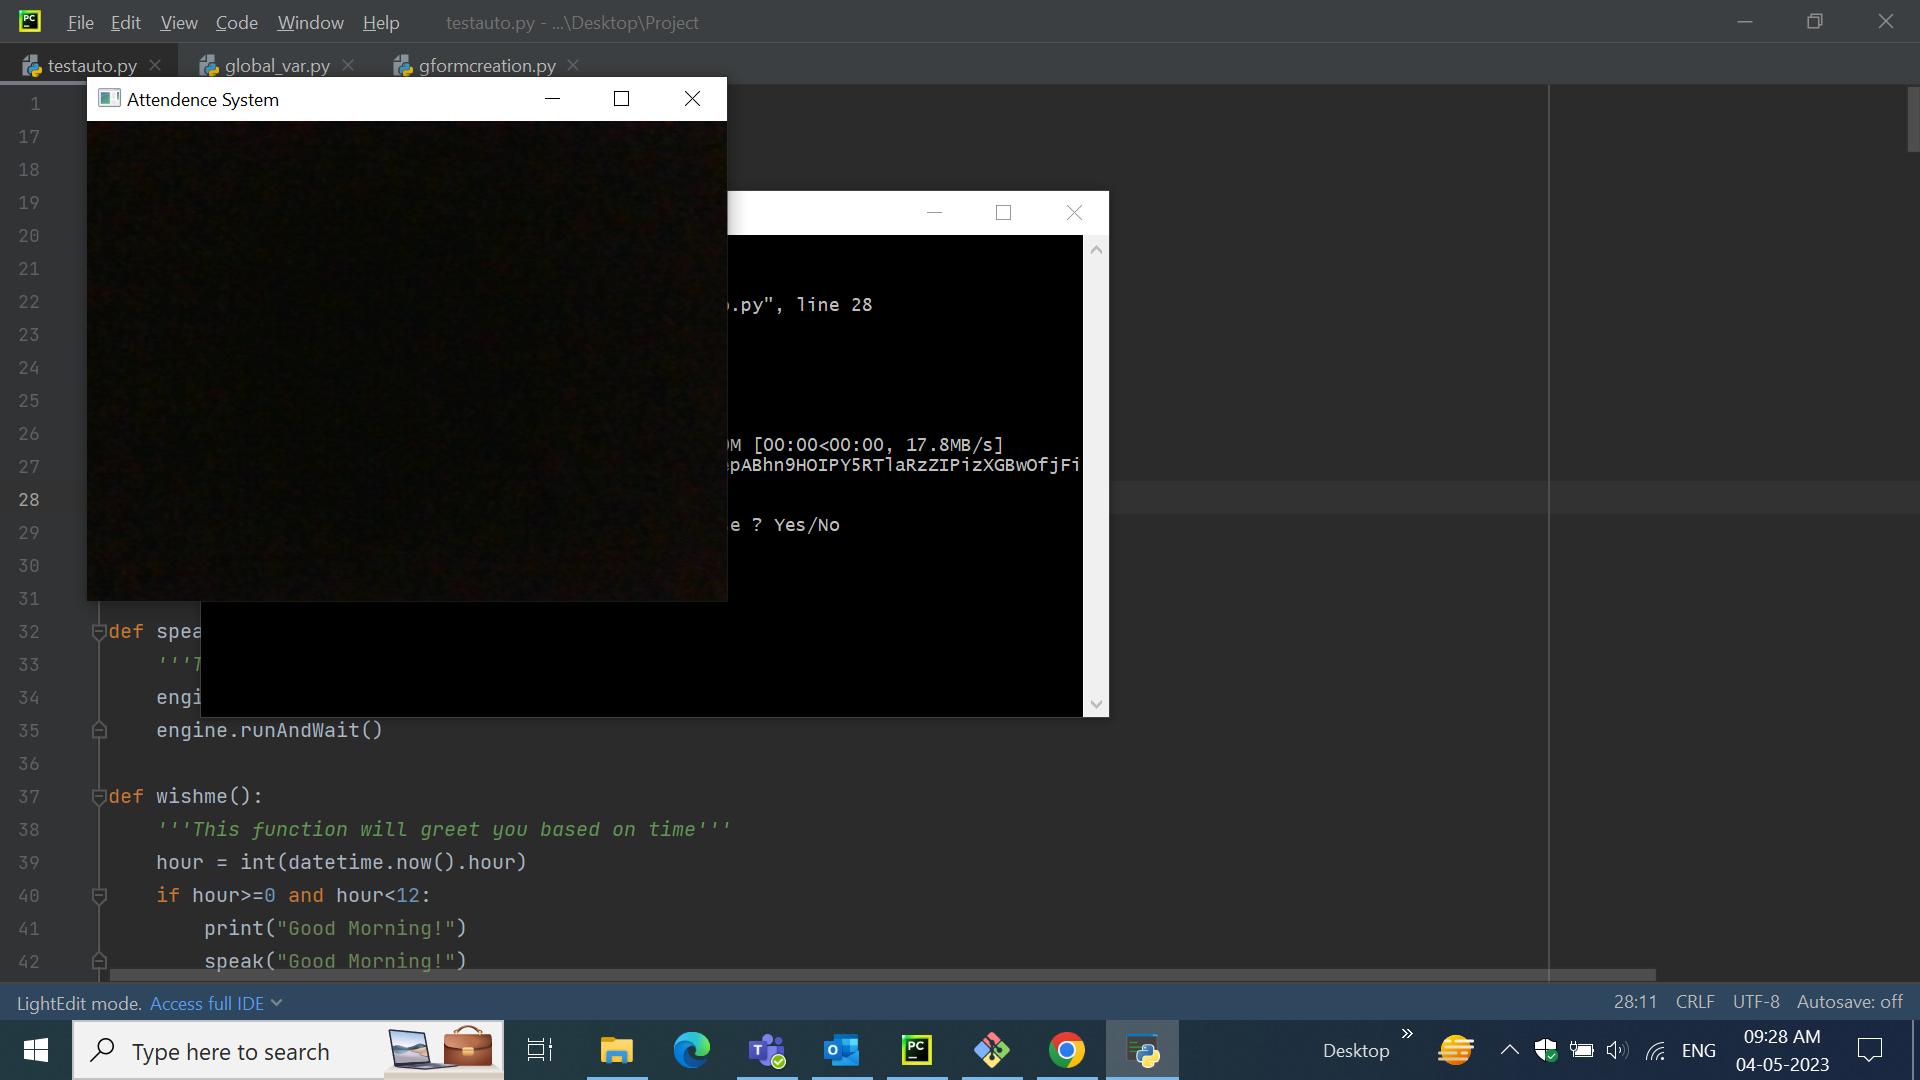 File Edit View Code Window Help testauto.py - ...\Desktop\Project
testauto.py global_var.py gformcreation.py
Attendence System
1
17
18
19
20
21
22
23
24
25
26
27
28
29
30
31
.py", line 28
M [00:00<00:00, 17.8MB/s]
pABhn9HOIPY5RTlaRzZIPizXGBwOfjFi
e ? Yes/No
32 def spea
33 '''T
34 engi
35 engine.runAndWait()
36
37 def wishme():
38 '''This function will greet you based on time'''
39 hour = int(datetime.now().hour)
40 if hour>=0 and hour<12:
41 print("Good Morning!")
42 speak("Good Morning!")
LightEdit mode. Access full IDE 28:11 CRLF UTF-8 Autosave: off
Type here to search Desktop ENG 09:28 AM
04-05-2023